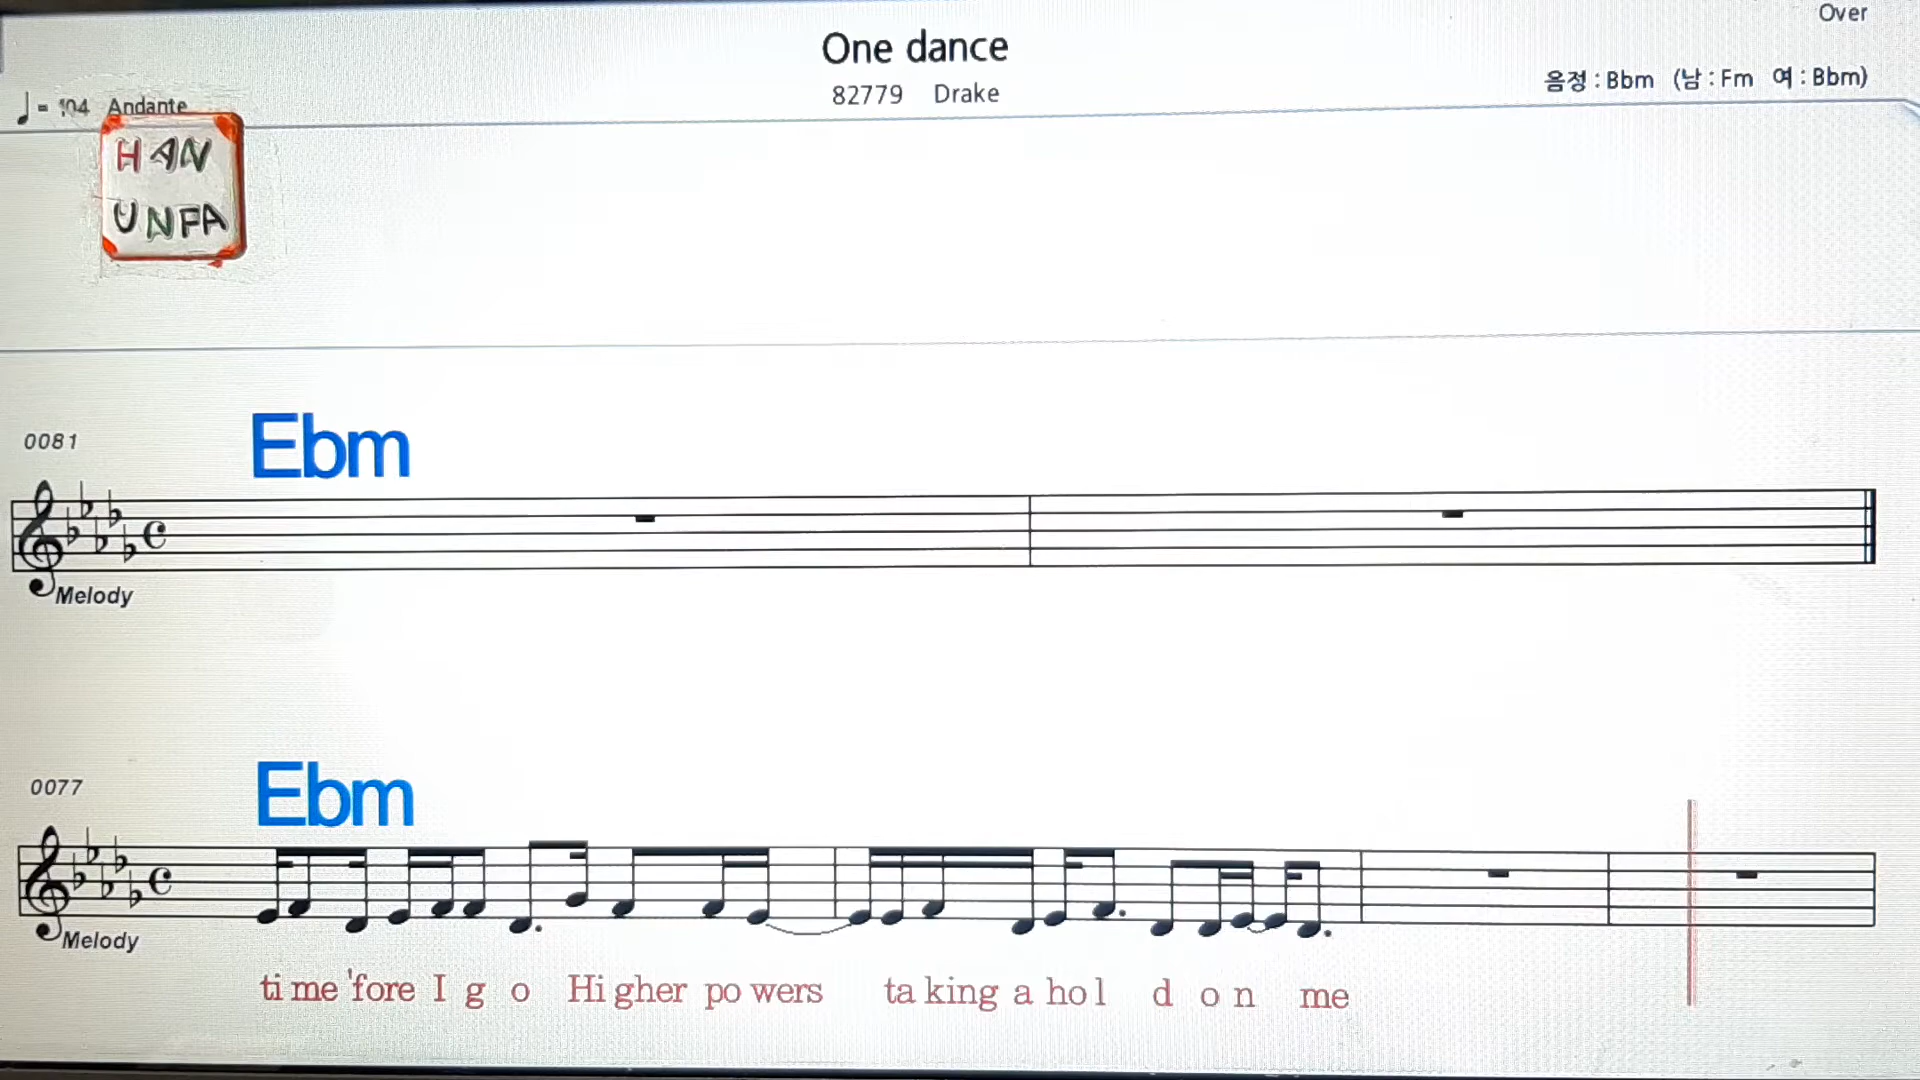 Over
One dance
82779 Drake
음정 : Bbm (남 : Fm 여 : Bbm)
♩ = 104 Andante
HAN
UNFA
0081
Ebm
Melody
0077
Ebm
Melody
ti me 'fore I g o Hi gher po wers ta king a ho l d o n me